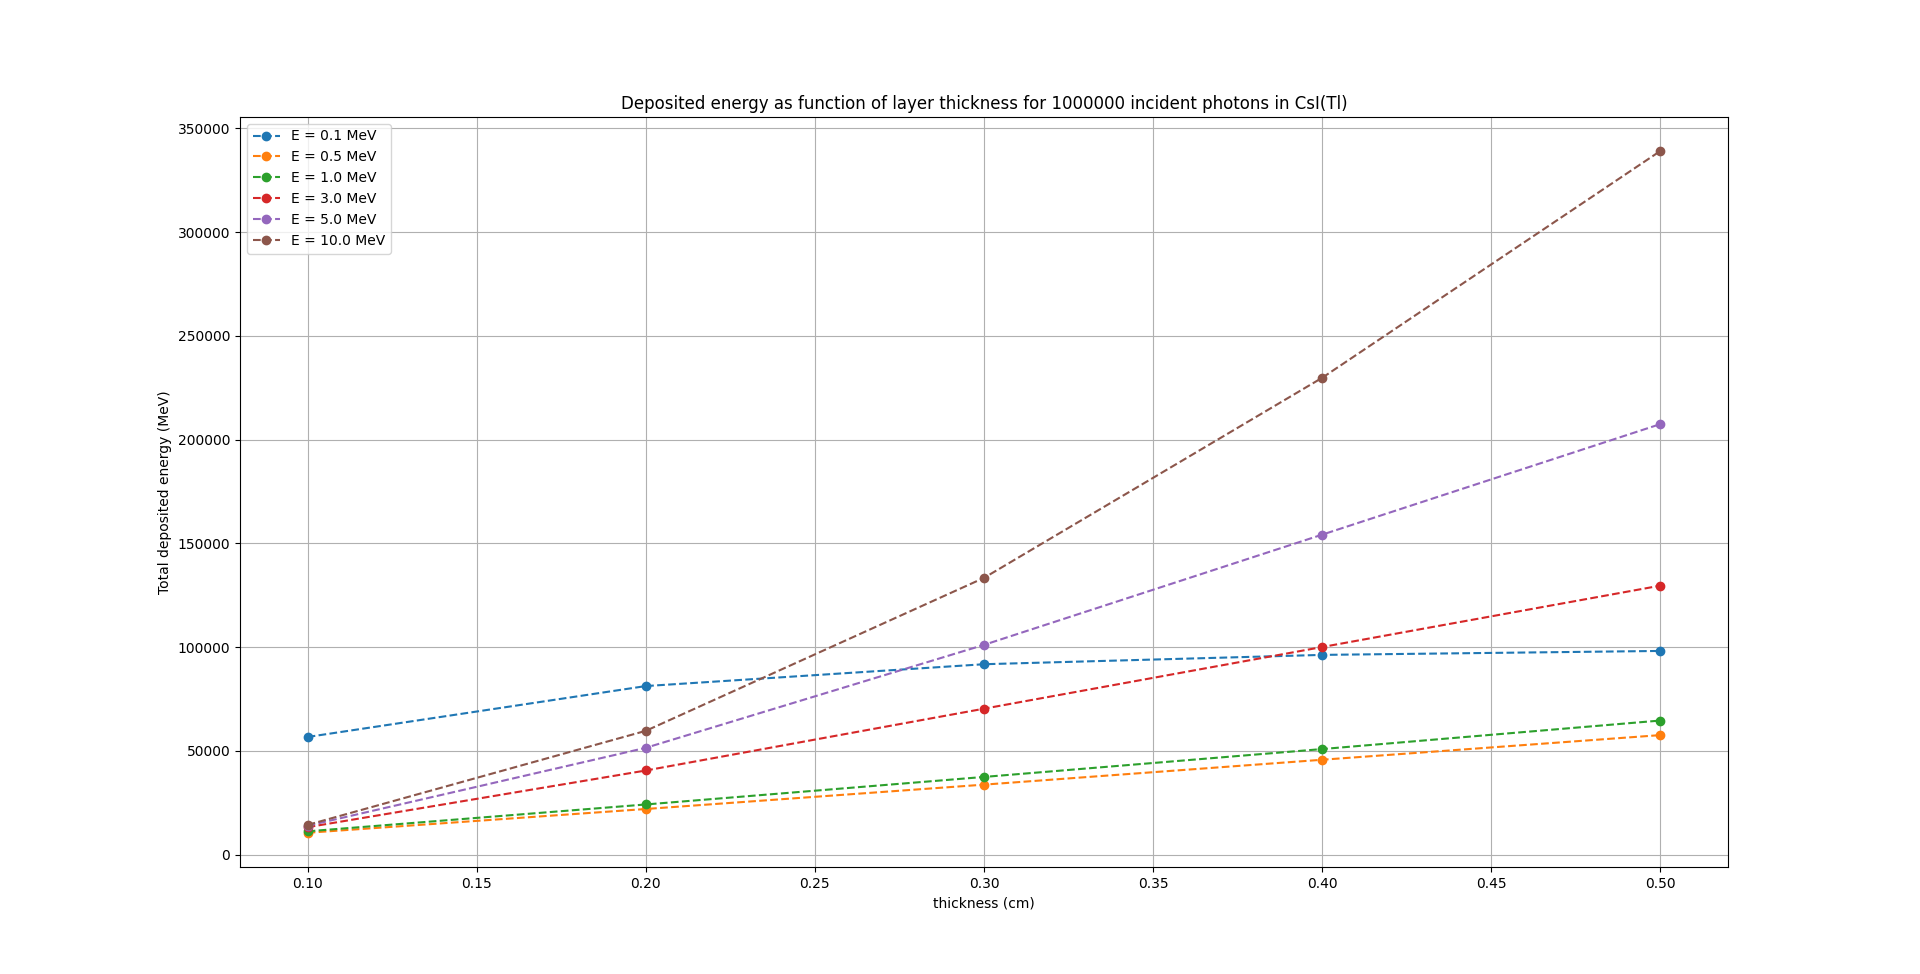 Deposited energy as function of layer thickness for 1000000 incident photons in CsI(Tl)
E = 0.1 MeV
E = 0.5 MeV
E = 1.0 MeV
E = 3.0 MeV
E = 5.0 MeV
E = 10.0 MeV
Total deposited energy (MeV)
350000
300000
250000
200000
150000
100000
50000
0
0.10 0.15 0.20 0.25 0.30 0.35 0.40 0.45 0.50
thickness (cm)